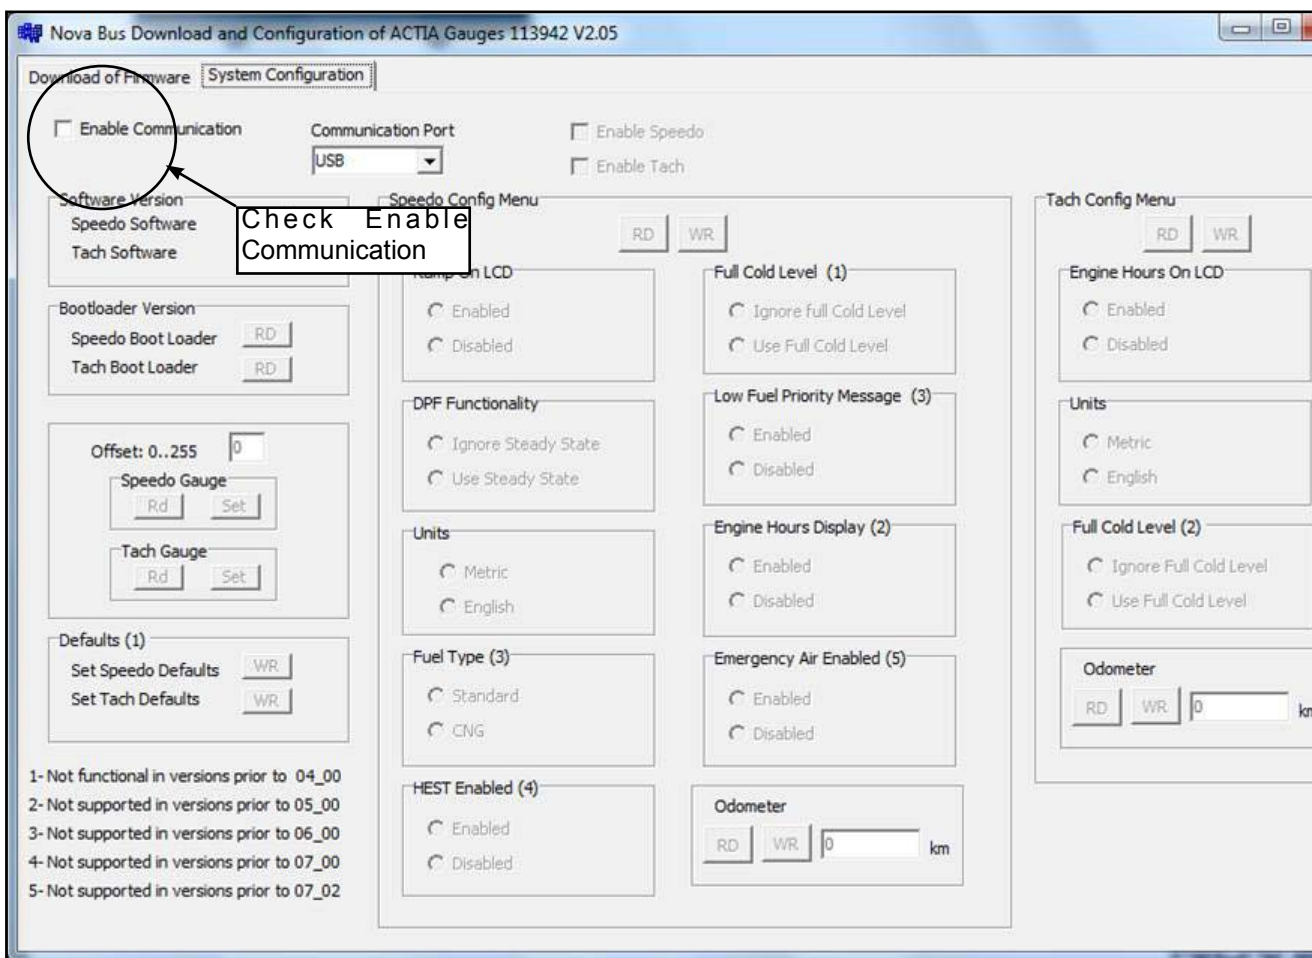 Nova Bus Download and Configuration of ACTIA Gauges 113942 V2.05
Download of Firmware System Configuration
Enable Communication
Communication Port
USB
Enable Speedo
Enable Tach
Check Enable
Communication
Software Version
Speedo Software
Tach Software
Bootloader Version
Speedo Boot Loader RD
Tach Boot Loader RD
Offset: 0..255 0
Speedo Gauge
Rd Set
Tach Gauge
Rd Set
Defaults (1)
Set Speedo Defaults WR
Set Tach Defaults WR
1- Not functional in versions prior to 04_00
2- Not supported in versions prior to 05_00
3- Not supported in versions prior to 06_00
4- Not supported in versions prior to 07_00
5- Not supported in versions prior to 07_02
Speedo Config Menu
RD WR
On LCD
Enabled
Disabled
DPF Functionality
Ignore Steady State
Use Steady State
Units
Metric
English
Fuel Type (3)
Standard
CNG
HEST Enabled (4)
Enabled
Disabled
Full Cold Level (1)
Ignore full Cold Level
Use Full Cold Level
Low Fuel Priority Message (3)
Enabled
Disabled
Engine Hours Display (2)
Enabled
Disabled
Emergency Air Enabled (5)
Enabled
Disabled
Odometer
RD WR 0 km
Tach Config Menu
RD WR
Engine Hours On LCD
Enabled
Disabled
Units
Metric
English
Full Cold Level (2)
Ignore Full Cold Level
Use Full Cold Level
Odometer
RD WR 0 km